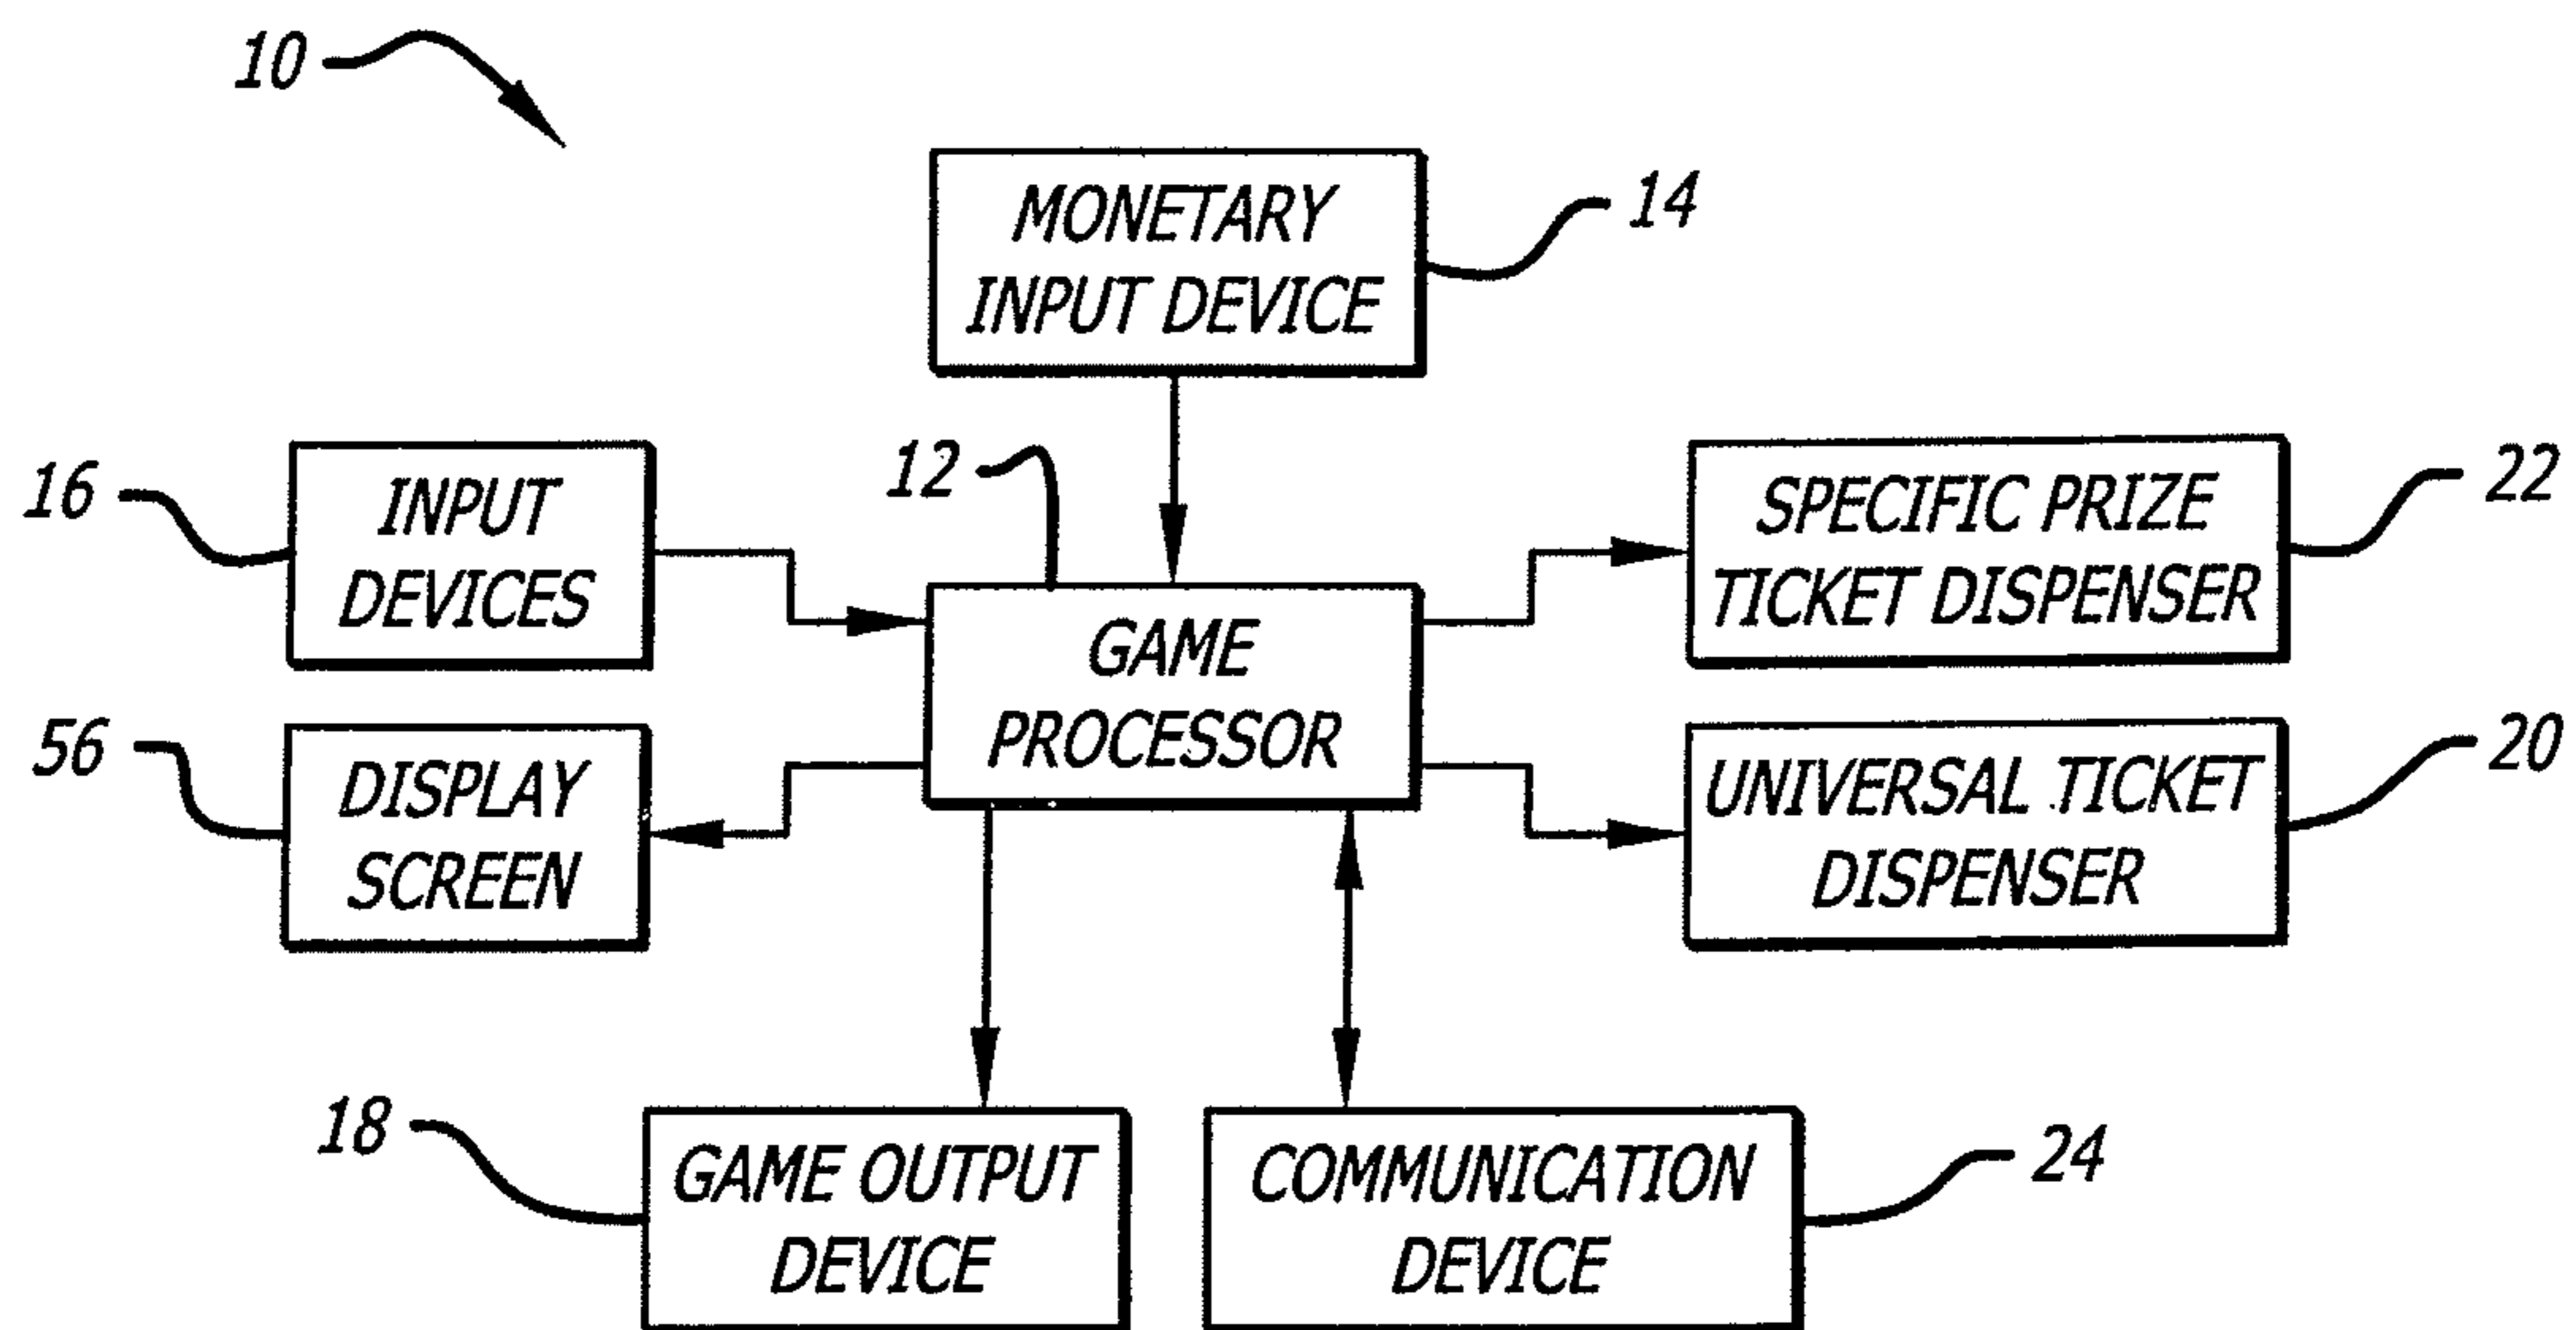 10
MONETARY
INPUT DEVICE
14
16
INPUT
DEVICES
12
GAME
PROCESSOR
SPECIFIC PRIZE
TICKET DISPENSER
22
56
DISPLAY
SCREEN
UNIVERSAL TICKET
DISPENSER
20
18
GAME OUTPUT
DEVICE
COMMUNICATION
DEVICE
24